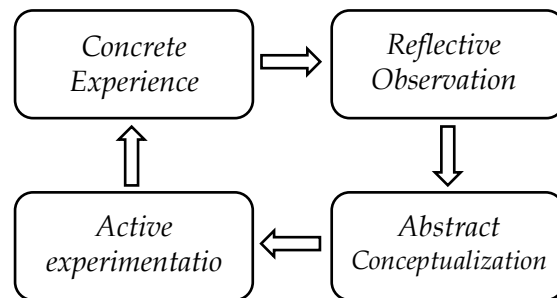 Concrete
Experience
Reflective
Observation
Active
experimentatio
Abstract
Conceptualization